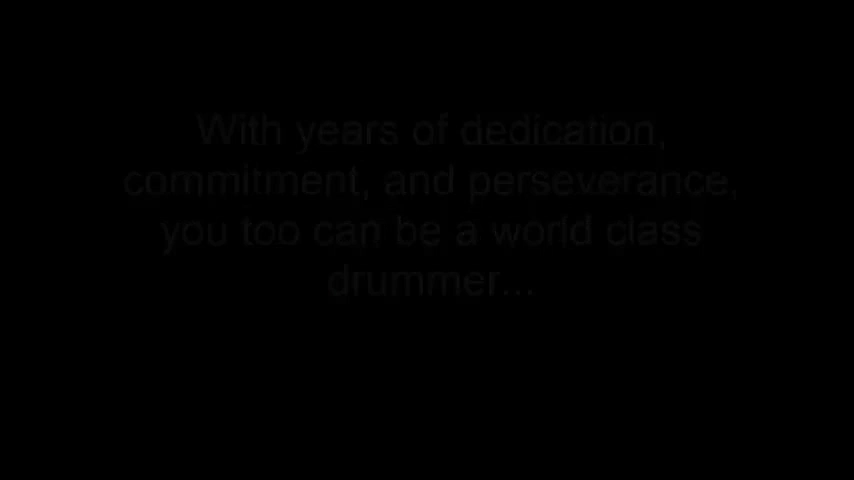 With years of dedication,
commitment, and perseverance,
you too can be a world class
drummer...